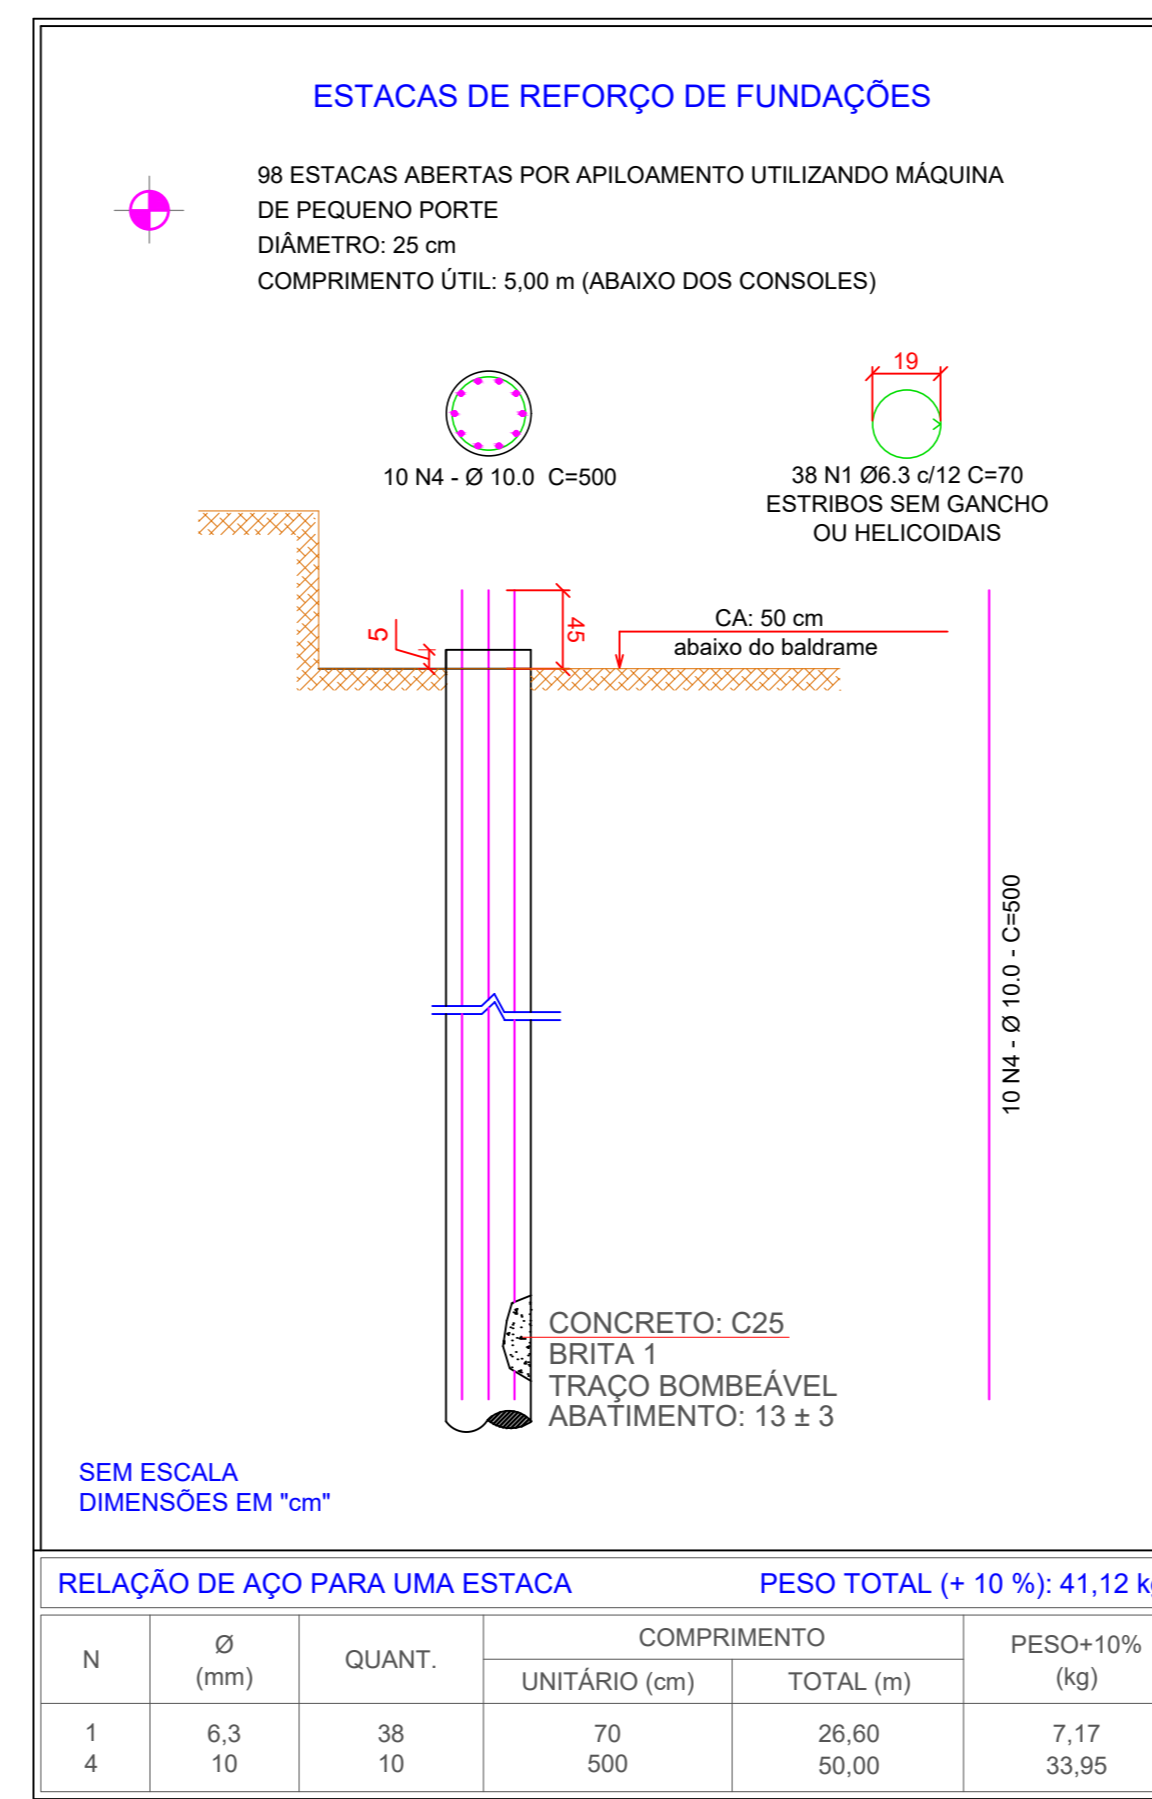 ESTACAS DE REFORÇO DE FUNDAÇÕES
98 ESTACAS ABERTAS POR APILOAMENTO UTILIZANDO MÁQUINA
DE PEQUENO PORTE
DIÂMETRO: 25 cm
COMPRIMENTO ÚTIL: 5,00 m (ABAIXO DOS CONSOLES)
19
10 N4 - Ø 10.0 C=500
38 N1 Ø6.3 c/12 C=70
ESTRIBOS SEM GANCHO
OU HELICOIDAIS
5
45
CA: 50 cm
abaixo do baldrame
10 N4 - Ø 10.0 - C=500
CONCRETO: C25
BRITA 1
TRAÇO BOMBEÁVEL
ABATIMENTO: 13 ± 3
SEM ESCALA
DIMENSÕES EM "cm"
RELAÇÃO DE AÇO PARA UMA ESTACA PESO TOTAL (+ 10 %): 41,12 kg
N Ø (mm) QUANT. COMPRIMENTO PESO+10% (kg)
UNITÁRIO (cm) TOTAL (m)
1 6,3 38 70 26,60 7,17
4 10 10 500 50,00 33,95